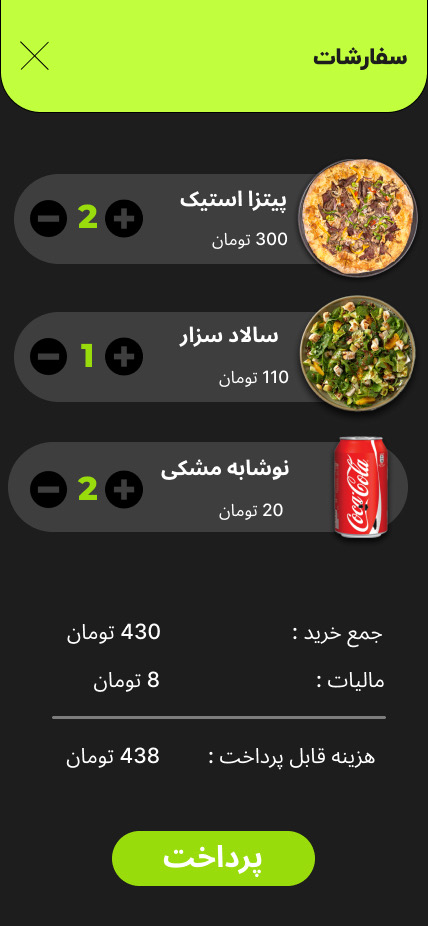 سفارشات
پیتزا استیک
2
300 تومان
سالاد سزار
1
110 تومان
نوشابه مشکی
2
20 تومان
Coca-Cola
جمع خرید : 430 تومان
مالیات : 8 تومان
هزینه قابل پرداخت : 438 تومان
پرداخت